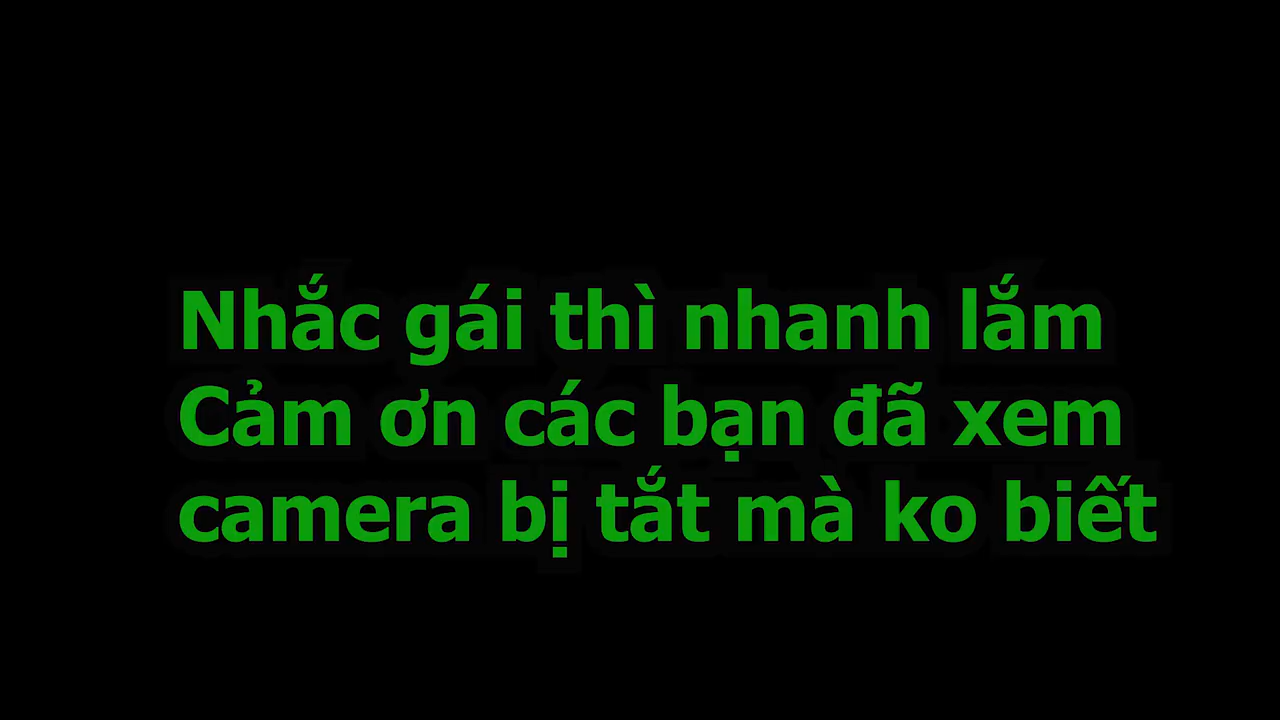 Nhắc gái thì nhanh lắm
Cảm ơn các bạn đã xem
camera bị tắt mà ko biết